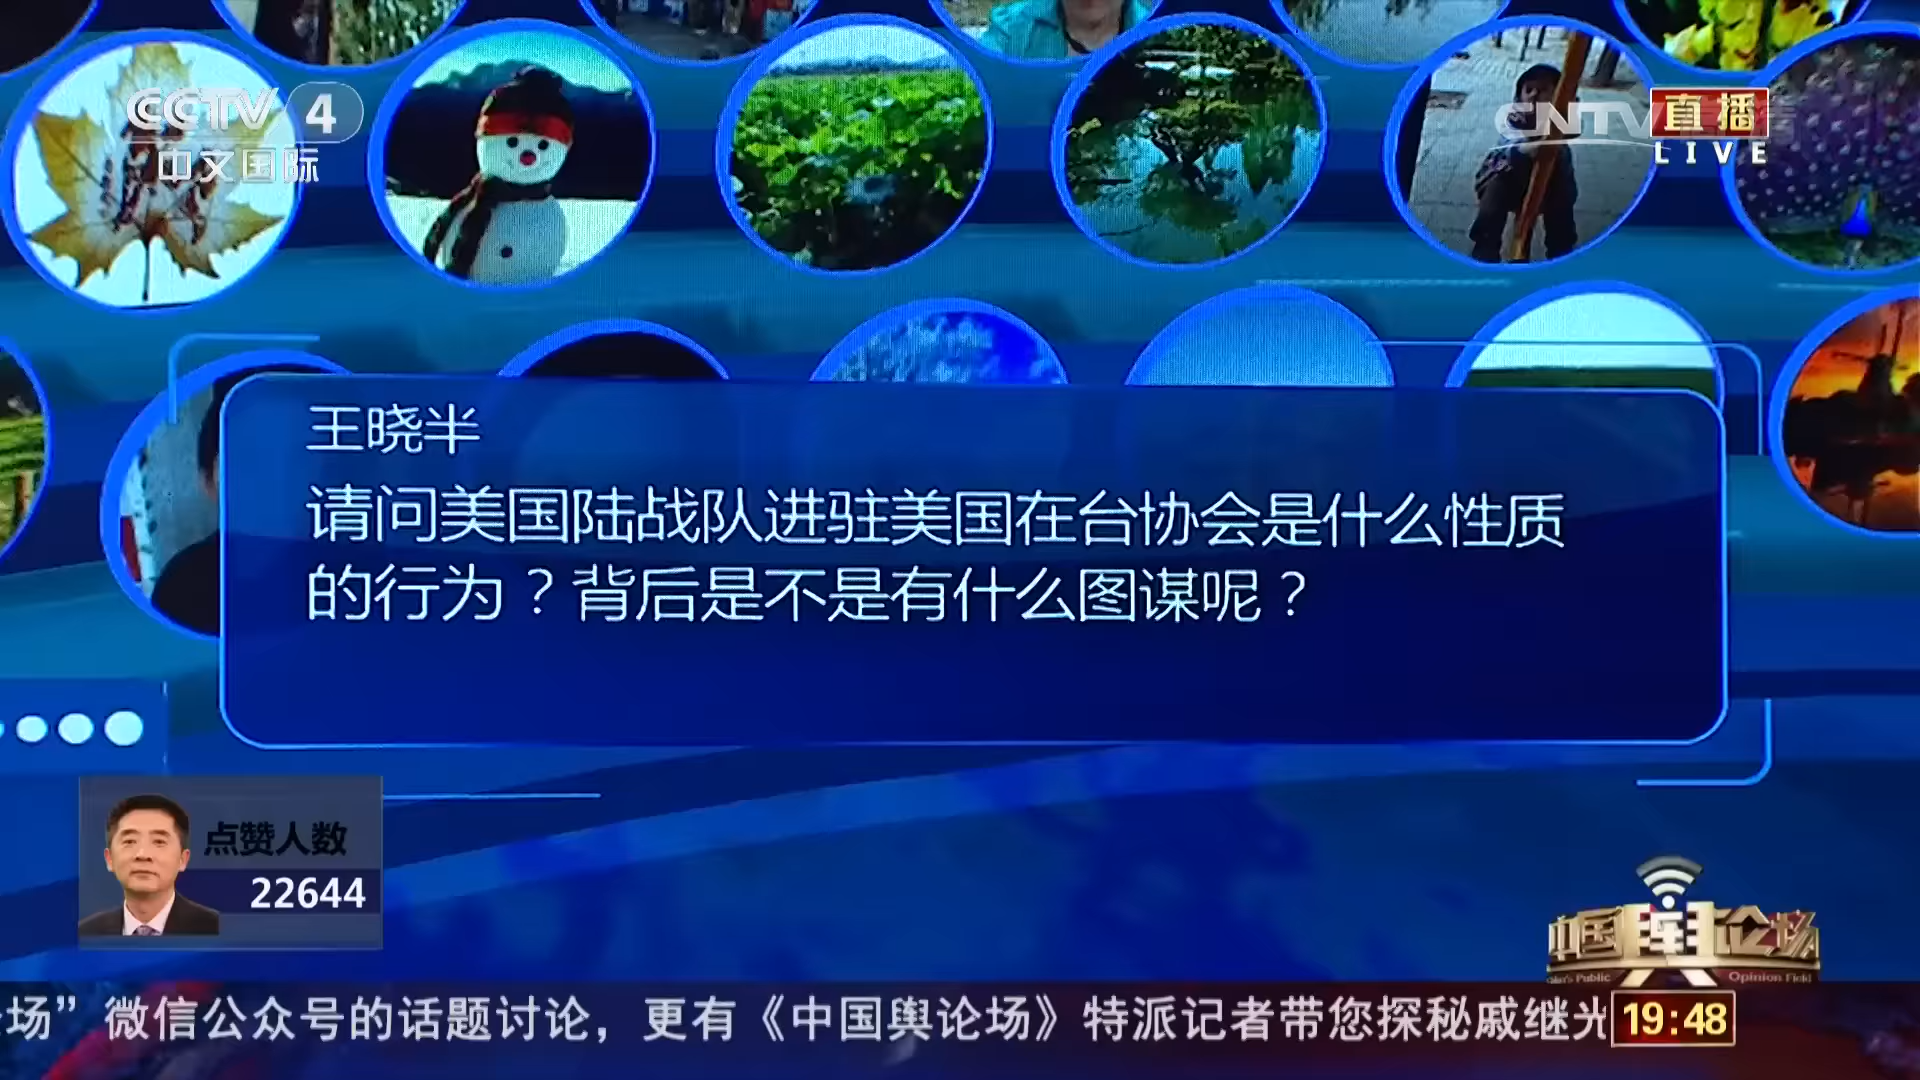 CCTV 4
中文国际
CNTV
直播
LIVE
王晓半
请问美国陆战队进驻美国在台协会是什么性质
的行为？背后是不是有什么图谋呢？
点赞人数
22644
中国舆论场
Public Opinion Field
场”微信公众号的话题讨论，更有《中国舆论场》特派记者带您探秘戚继光
19:48